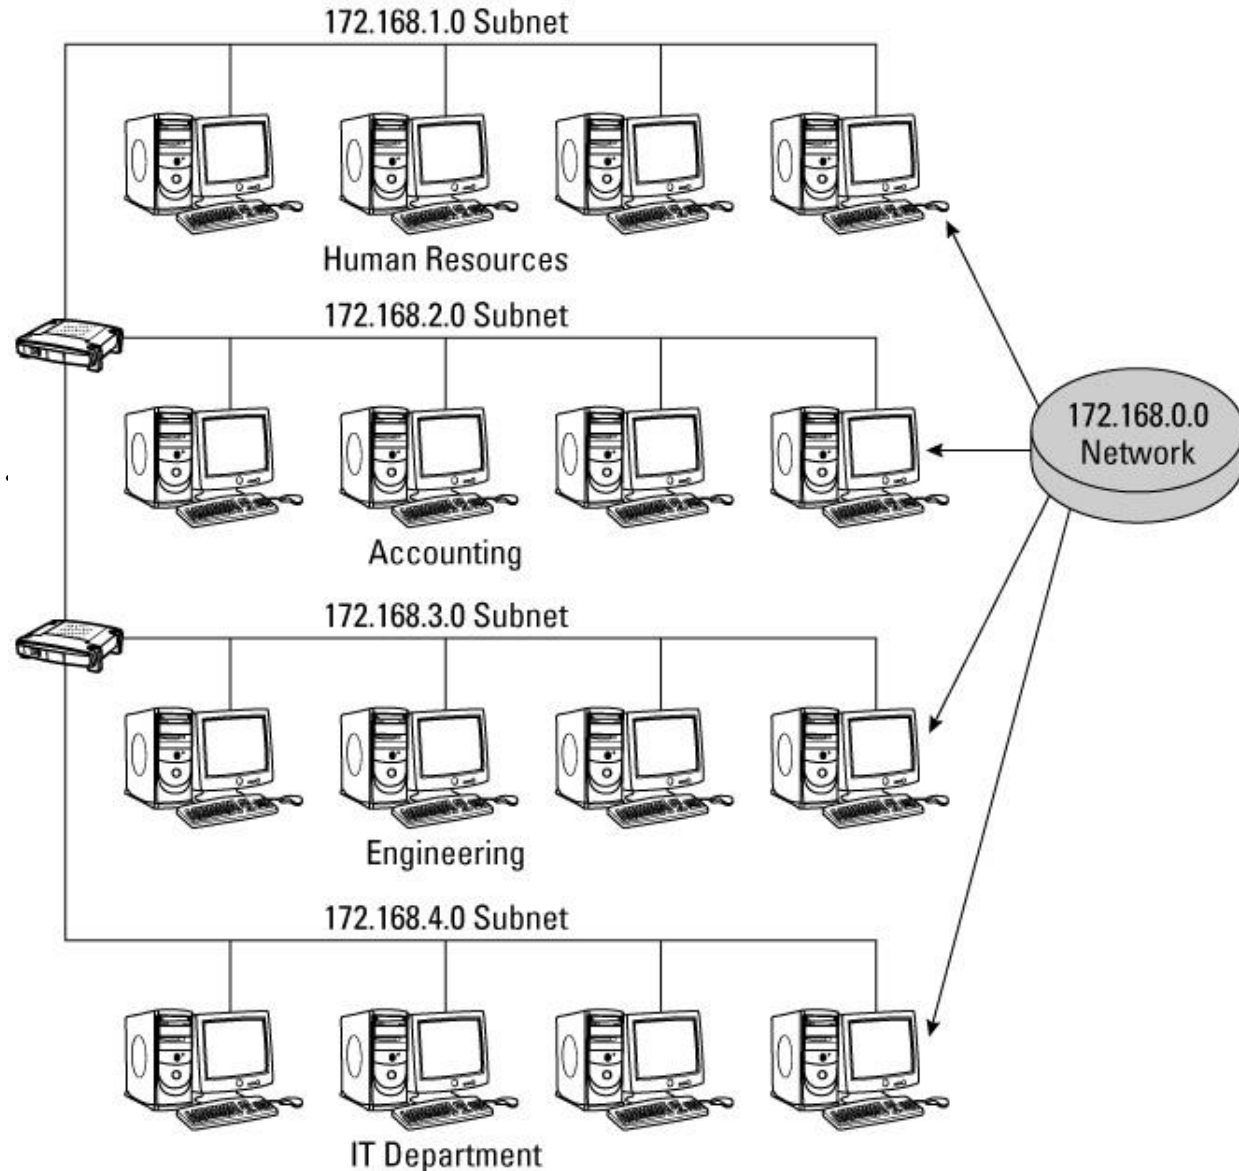 172.168.1.0 Subnet
Human Resources
172.168.2.0 Subnet
172.168.0.0
Network
Accounting
172.168.3.0 Subnet
Engineering
172.168.4.0 Subnet
IT Department